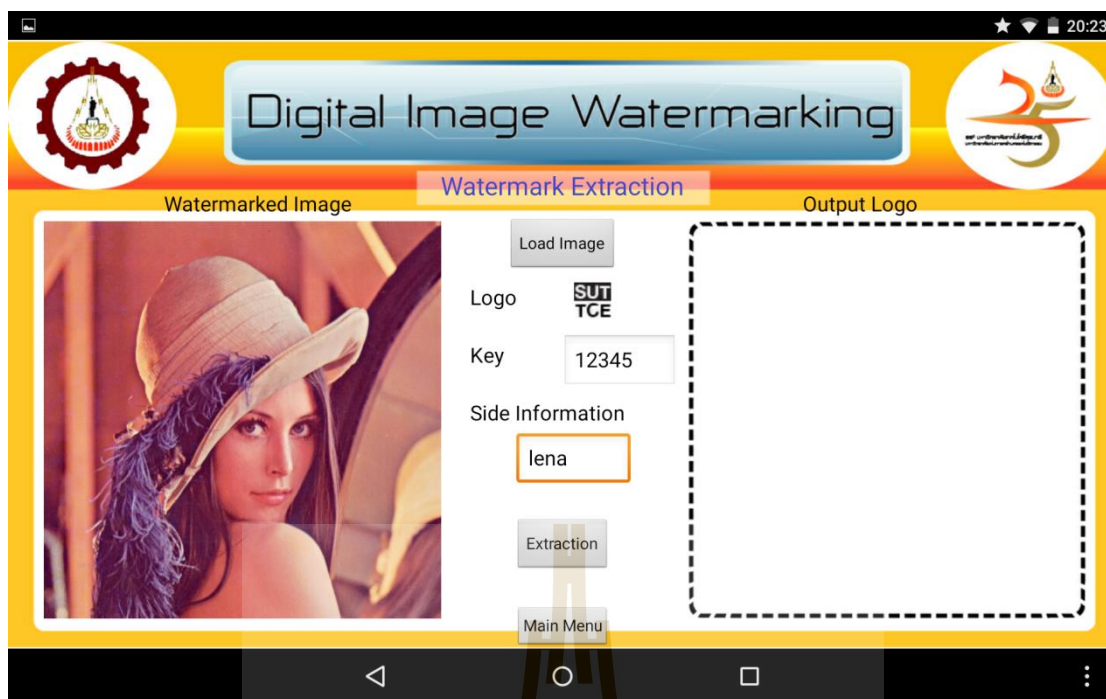 20:23
Digital Image Watermarking
Watermark Extraction
Watermarked Image
Output Logo
Load Image
Logo
SUT
TCE
Key
12345
Side Information
lena
Extraction
Main Menu